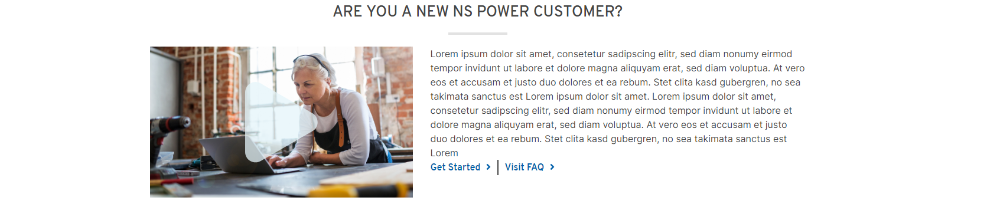 ARE YOU A NEW NS POWER CUSTOMER?
Lorem ipsum dolor sit amet, consetetur sadipscing elitr, sed diam nonumy eirmod
tempor invidunt ut labore et dolore magna aliquyam erat, sed diam voluptua. At vero
eos et accusam et justo duo dolores et ea rebum. Stet clita kasd gubergren, no sea
takimata sanctus est Lorem ipsum dolor sit amet. Lorem ipsum dolor sit amet,
consetetur sadipscing elitr, sed diam nonumy eirmod tempor invidunt ut labore et
dolore magna aliquyam erat, sed diam voluptua. At vero eos et accusam et justo
duo dolores et ea rebum. Stet clita kasd gubergren, no sea takimata sanctus est
Lorem
Get Started > | Visit FAQ >